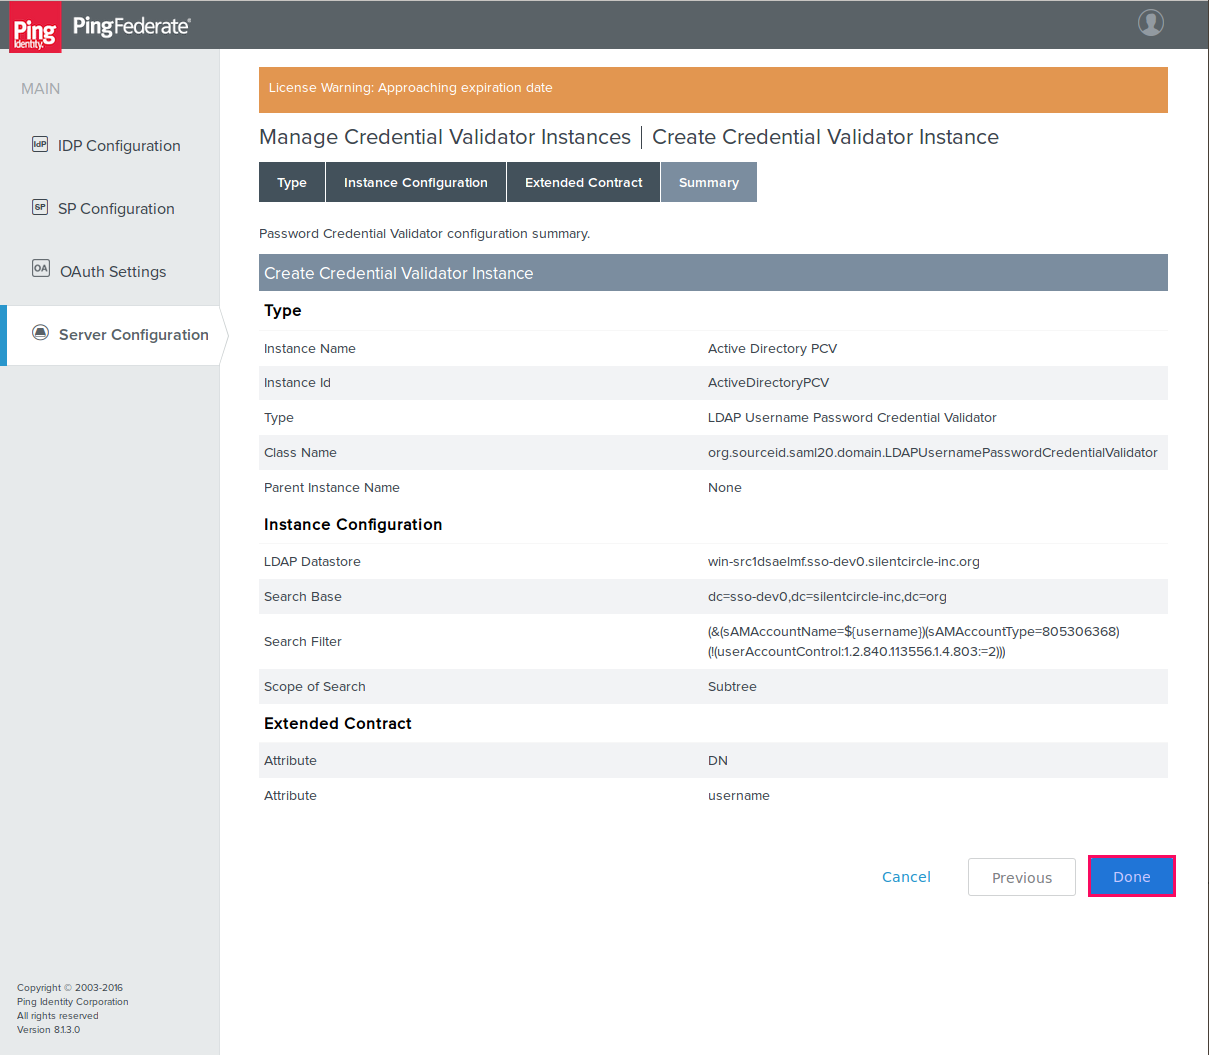 Ping
Identity.
PingFederate®
License Warning: Approaching expiration date
MAIN
IdP IDP Configuration
SP SP Configuration
OA OAuth Settings
Server Configuration
Manage Credential Validator Instances | Create Credential Validator Instance
Type Instance Configuration Extended Contract Summary
Password Credential Validator configuration summary.
Create Credential Validator Instance
Type
Instance Name Active Directory PCV
Instance Id ActiveDirectoryPCV
Type LDAP Username Password Credential Validator
Class Name org.sourceid.saml20.domain.LDAPUsernamePasswordCredentialValidator
Parent Instance Name None
Instance Configuration
LDAP Datastore win-src1dsaelmf.sso-dev0.silentcircle-inc.org
Search Base dc=sso-dev0,dc=silentcircle-inc,dc=org
Search Filter (&(sAMAccountName=${username})(sAMAccountType=805306368)
(!(userAccountControl:1.2.840.113556.1.4.803:=2)))
Scope of Search Subtree
Extended Contract
Attribute DN
Attribute username
Cancel Previous Done
Copyright © 2003-2016
Ping Identity Corporation
All rights reserved
Version 8.1.3.0